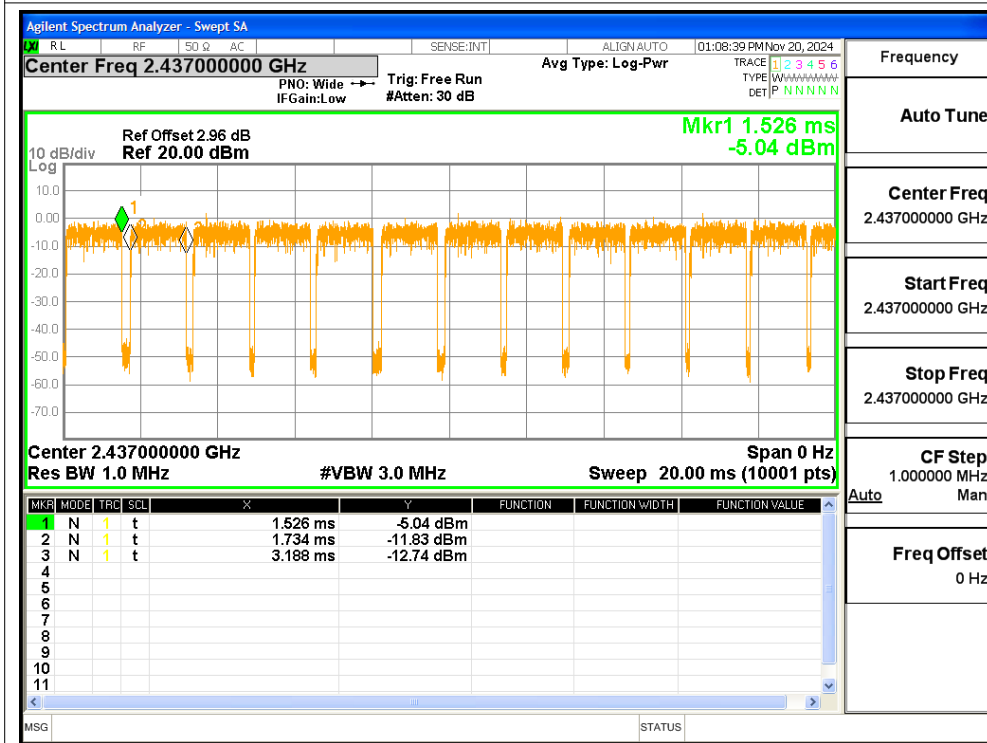 Agilent Spectrum Analyzer - Swept SA
LXI RL RF 50 Ω AC SENSE:INT ALIGN AUTO 01:08:39 PM Nov 20, 2024
Center Freq 2.437000000 GHz
PNO: Wide
IFGain:Low
Trig: Free Run
#Atten: 30 dB
Avg Type: Log-Pwr
TRACE 1 2 3 4 5 6
TYPE WWWWWW
DET P N N N N N
Ref Offset 2.96 dB
10 dB/div Ref 20.00 dBm
Log
Mkr1 1.526 ms
-5.04 dBm
10.0
0.00
-10.0
-20.0
-30.0
-40.0
-50.0
-60.0
-70.0
1
Center 2.437000000 GHz Span 0 Hz
Res BW 1.0 MHz #VBW 3.0 MHz Sweep 20.00 ms (10001 pts)
MKR MODE TRC SCL X Y FUNCTION FUNCTION WIDTH FUNCTION VALUE
1 N 1 t 1.526 ms -5.04 dBm
2 N 1 t 1.734 ms -11.83 dBm
3 N 1 t 3.188 ms -12.74 dBm
4
5
6
7
8
9
10
11
MSG STATUS
Frequency
Auto Tune
Center Freq
2.437000000 GHz
Start Freq
2.437000000 GHz
Stop Freq
2.437000000 GHz
CF Step
1.000000 MHz
Auto Man
Freq Offset
0 Hz